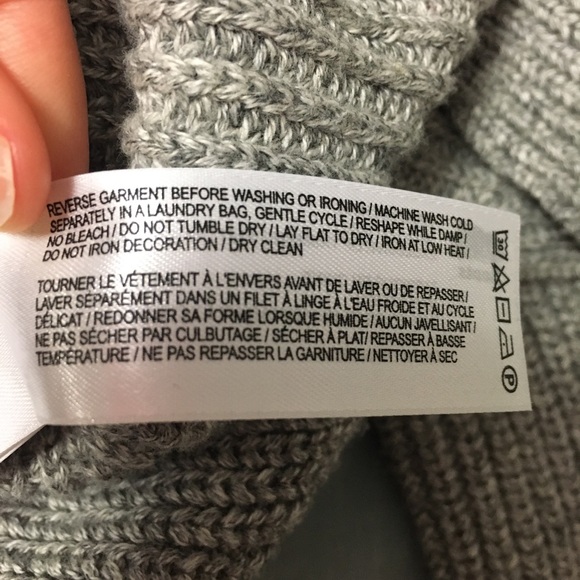 REVERSE GARMENT BEFORE WASHING OR IRONING / MACHINE WASH COLD
SEPARATELY IN A LAUNDRY BAG, GENTLE CYCLE / RESHAPE WHILE DAMP /
NO BLEACH / DO NOT TUMBLE DRY / LAY FLAT TO DRY / IRON AT LOW HEAT /
DO NOT IRON DECORATION / DRY CLEAN
TOURNER LE VÊTEMENT À L'ENVERS AVANT DE LAVER OU DE REPASSER /
LAVER SÉPARÉMENT DANS UN FILET À LINGE À L'EAU FROIDE ET AU CYCLE
DÉLICAT / REDONNER SA FORME LORSQUE HUMIDE / AUCUN JAVELLISANT /
NE PAS SÉCHER PAR CULBUTAGE / SÉCHER À PLAT/ REPASSER À BASSE
TEMPÉRATURE / NE PAS REPASSER LA GARNITURE / NETTOYER À SEC
30
P